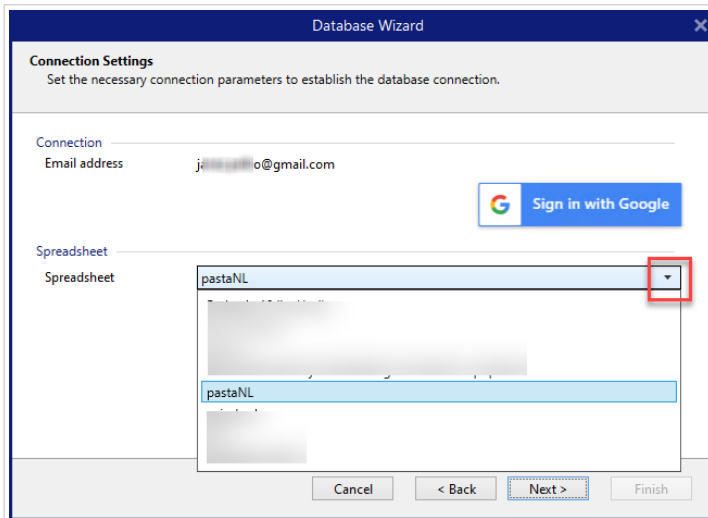 Database Wizard
Connection Settings
Set the necessary connection parameters to establish the database connection.
Connection
Email address
o@gmail.com
Sign in with Google
Spreadsheet
Spreadsheet pastaNL
pastaNL
Cancel < Back Next > Finish